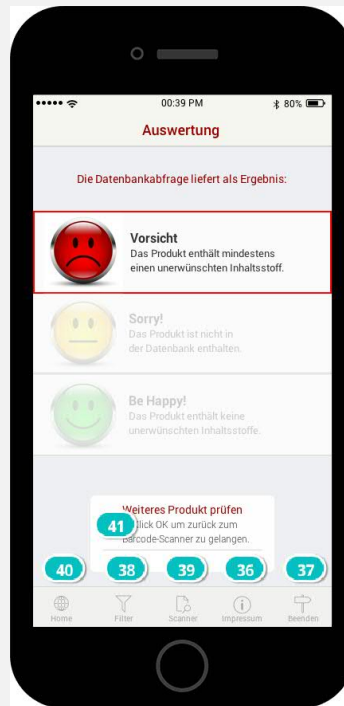 00:39 PM
80%
Auswertung
Die Datenbankabfrage liefert als Ergebnis:
Vorsicht
Das Produkt enthält mindestens
einen unerwünschten Inhaltsstoff.
Sorry!
Das Produkt ist nicht in
der Datenbank enthalten.
Be Happy!
Das Produkt enthält keine
unerwünschten Inhaltsstoffe.
Weiteres Produkt prüfen
41 Click OK um zurück zum
Barcode-Scanner zu gelangen.
40 38 39 36 37
Home Filter Scanner Impressum Beenden